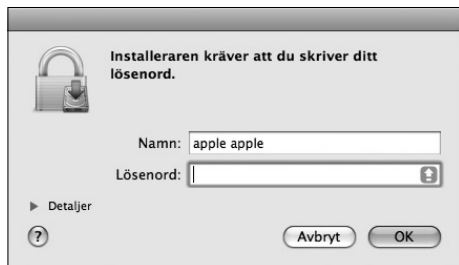 Installeraren kräver att du skriver ditt
lösenord.
Namn: apple apple
Lösenord:
Detaljer
?
Avbryt
OK